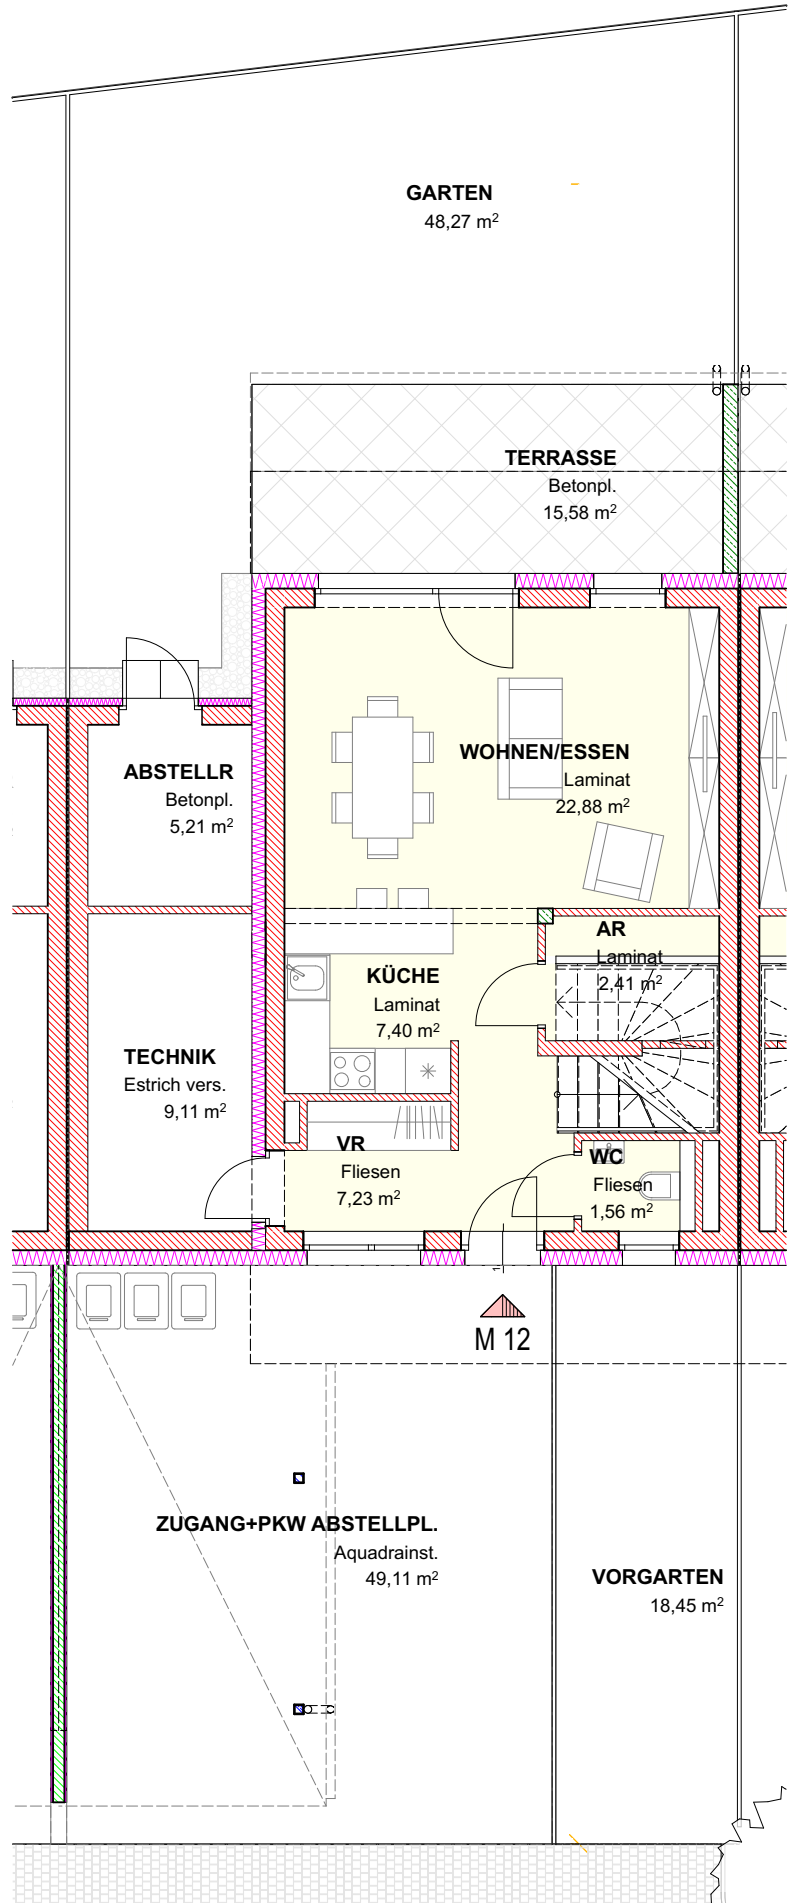 GARTEN
48,27 m²
TERRASSE
Betonpl.
15,58 m²
WOHNEN/ESSEN
Laminat
22,88 m²
ABSTELLR
Betonpl.
5,21 m²
AR
Laminat
2,41 m²
KÜCHE
Laminat
7,40 m²
TECHNIK
Estrich vers.
9,11 m²
VR
Fliesen
7,23 m²
WC
Fliesen
1,56 m²
1
M 12
ZUGANG+PKW ABSTELLPL.
Aquadrainst.
49,11 m²
VORGARTEN
18,45 m²